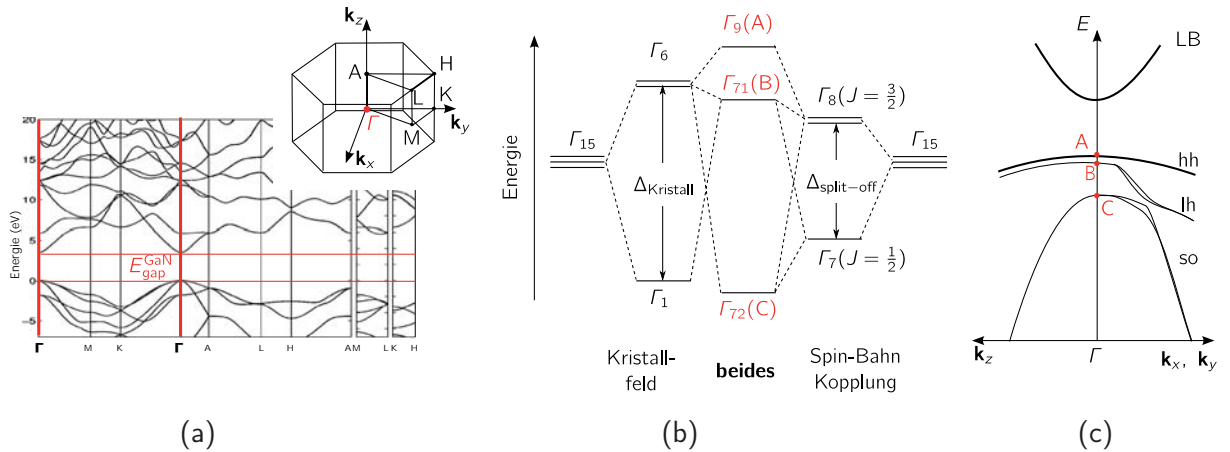 k_z
A
H
L
K
Γ
k_y
M
k_x
20
15
10
5
0
−5
Energie (eV)
E_gap^GaN
Γ M K Γ A L H A M L K H
(a)
Energie
Γ_15
Γ_6
Δ_Kristall
Γ_1
Γ_9(A)
Γ_71(B)
Γ_72(C)
Γ_8(J = 3/2)
Δ_split−off
Γ_7(J = 1/2)
Γ_15
Kristall-
feld
beides
Spin-Bahn
Kopplung
(b)
E
LB
A
hh
B
lh
C
so
k_z
Γ
k_x, k_y
(c)